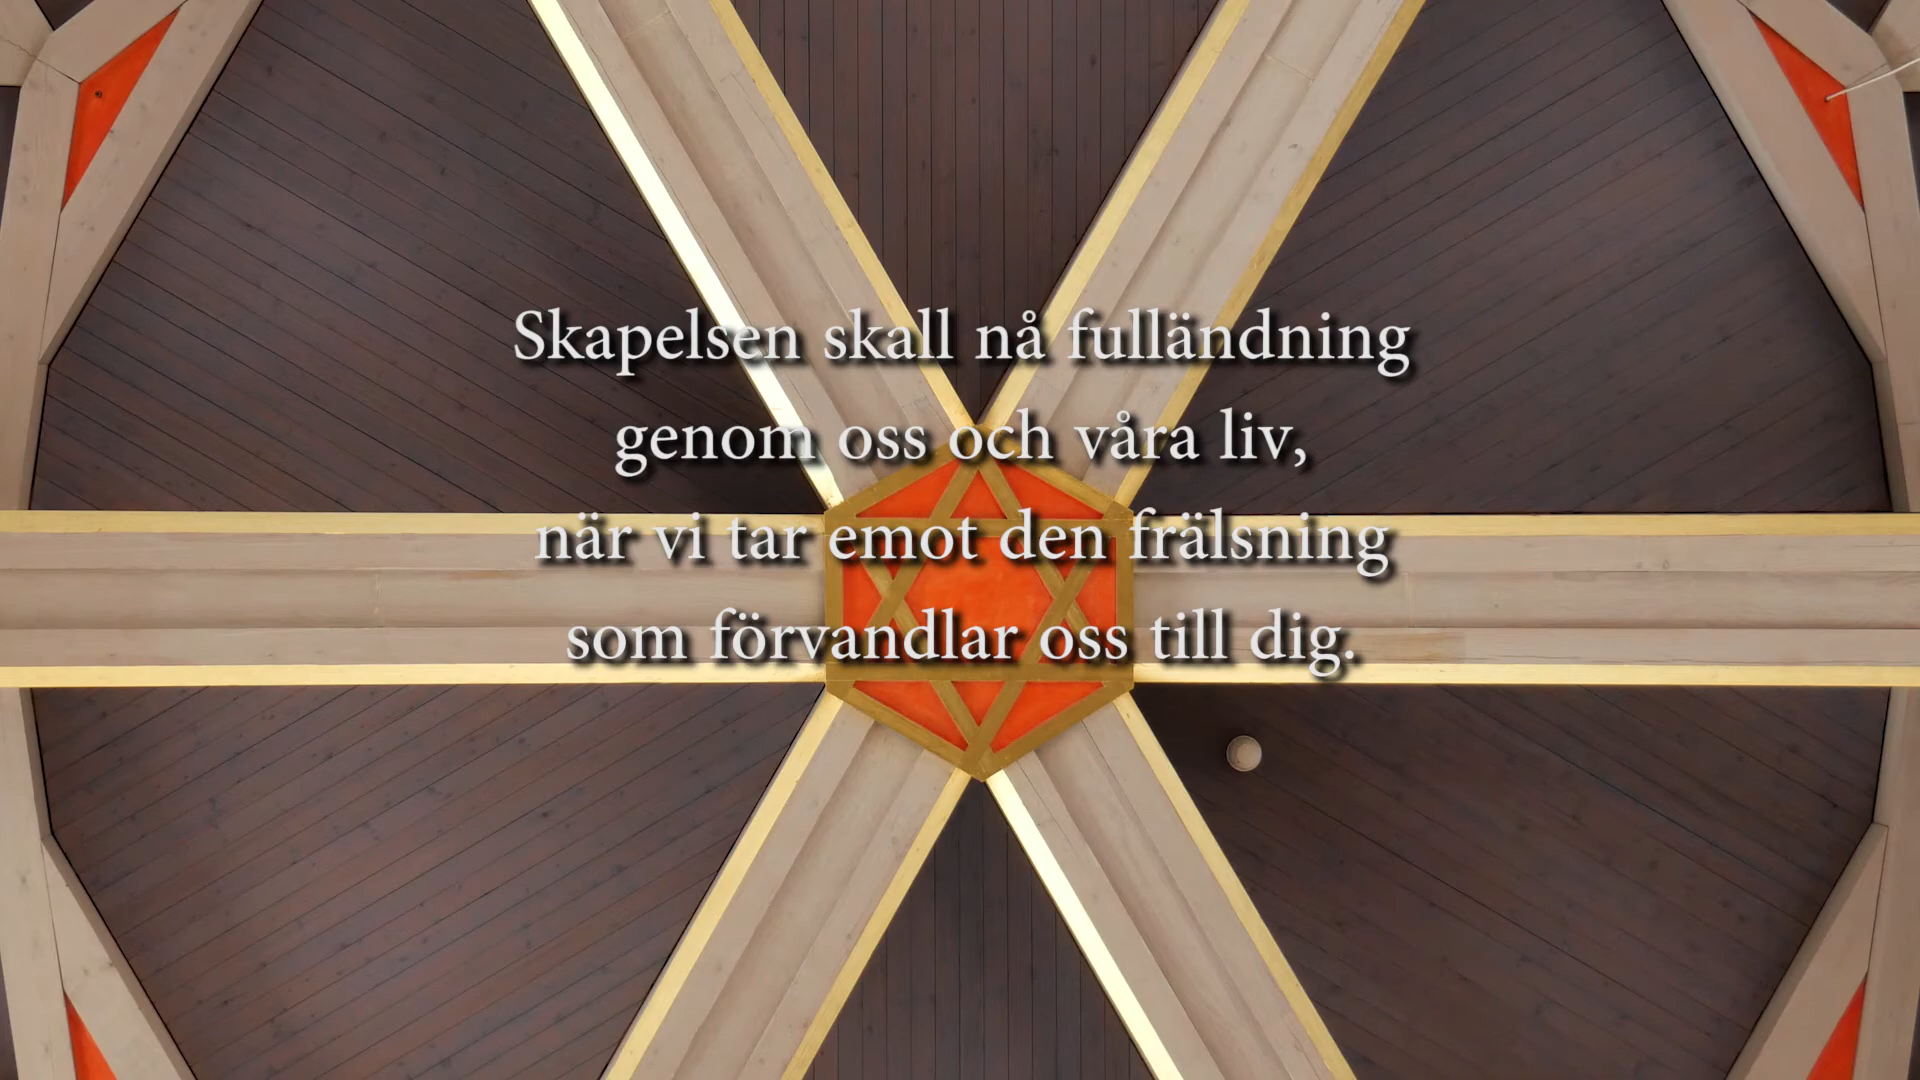 Skapelsen skall nå fulländning
genom oss och våra liv,
när vi tar emot den frälsning
som förvandlar oss till dig.